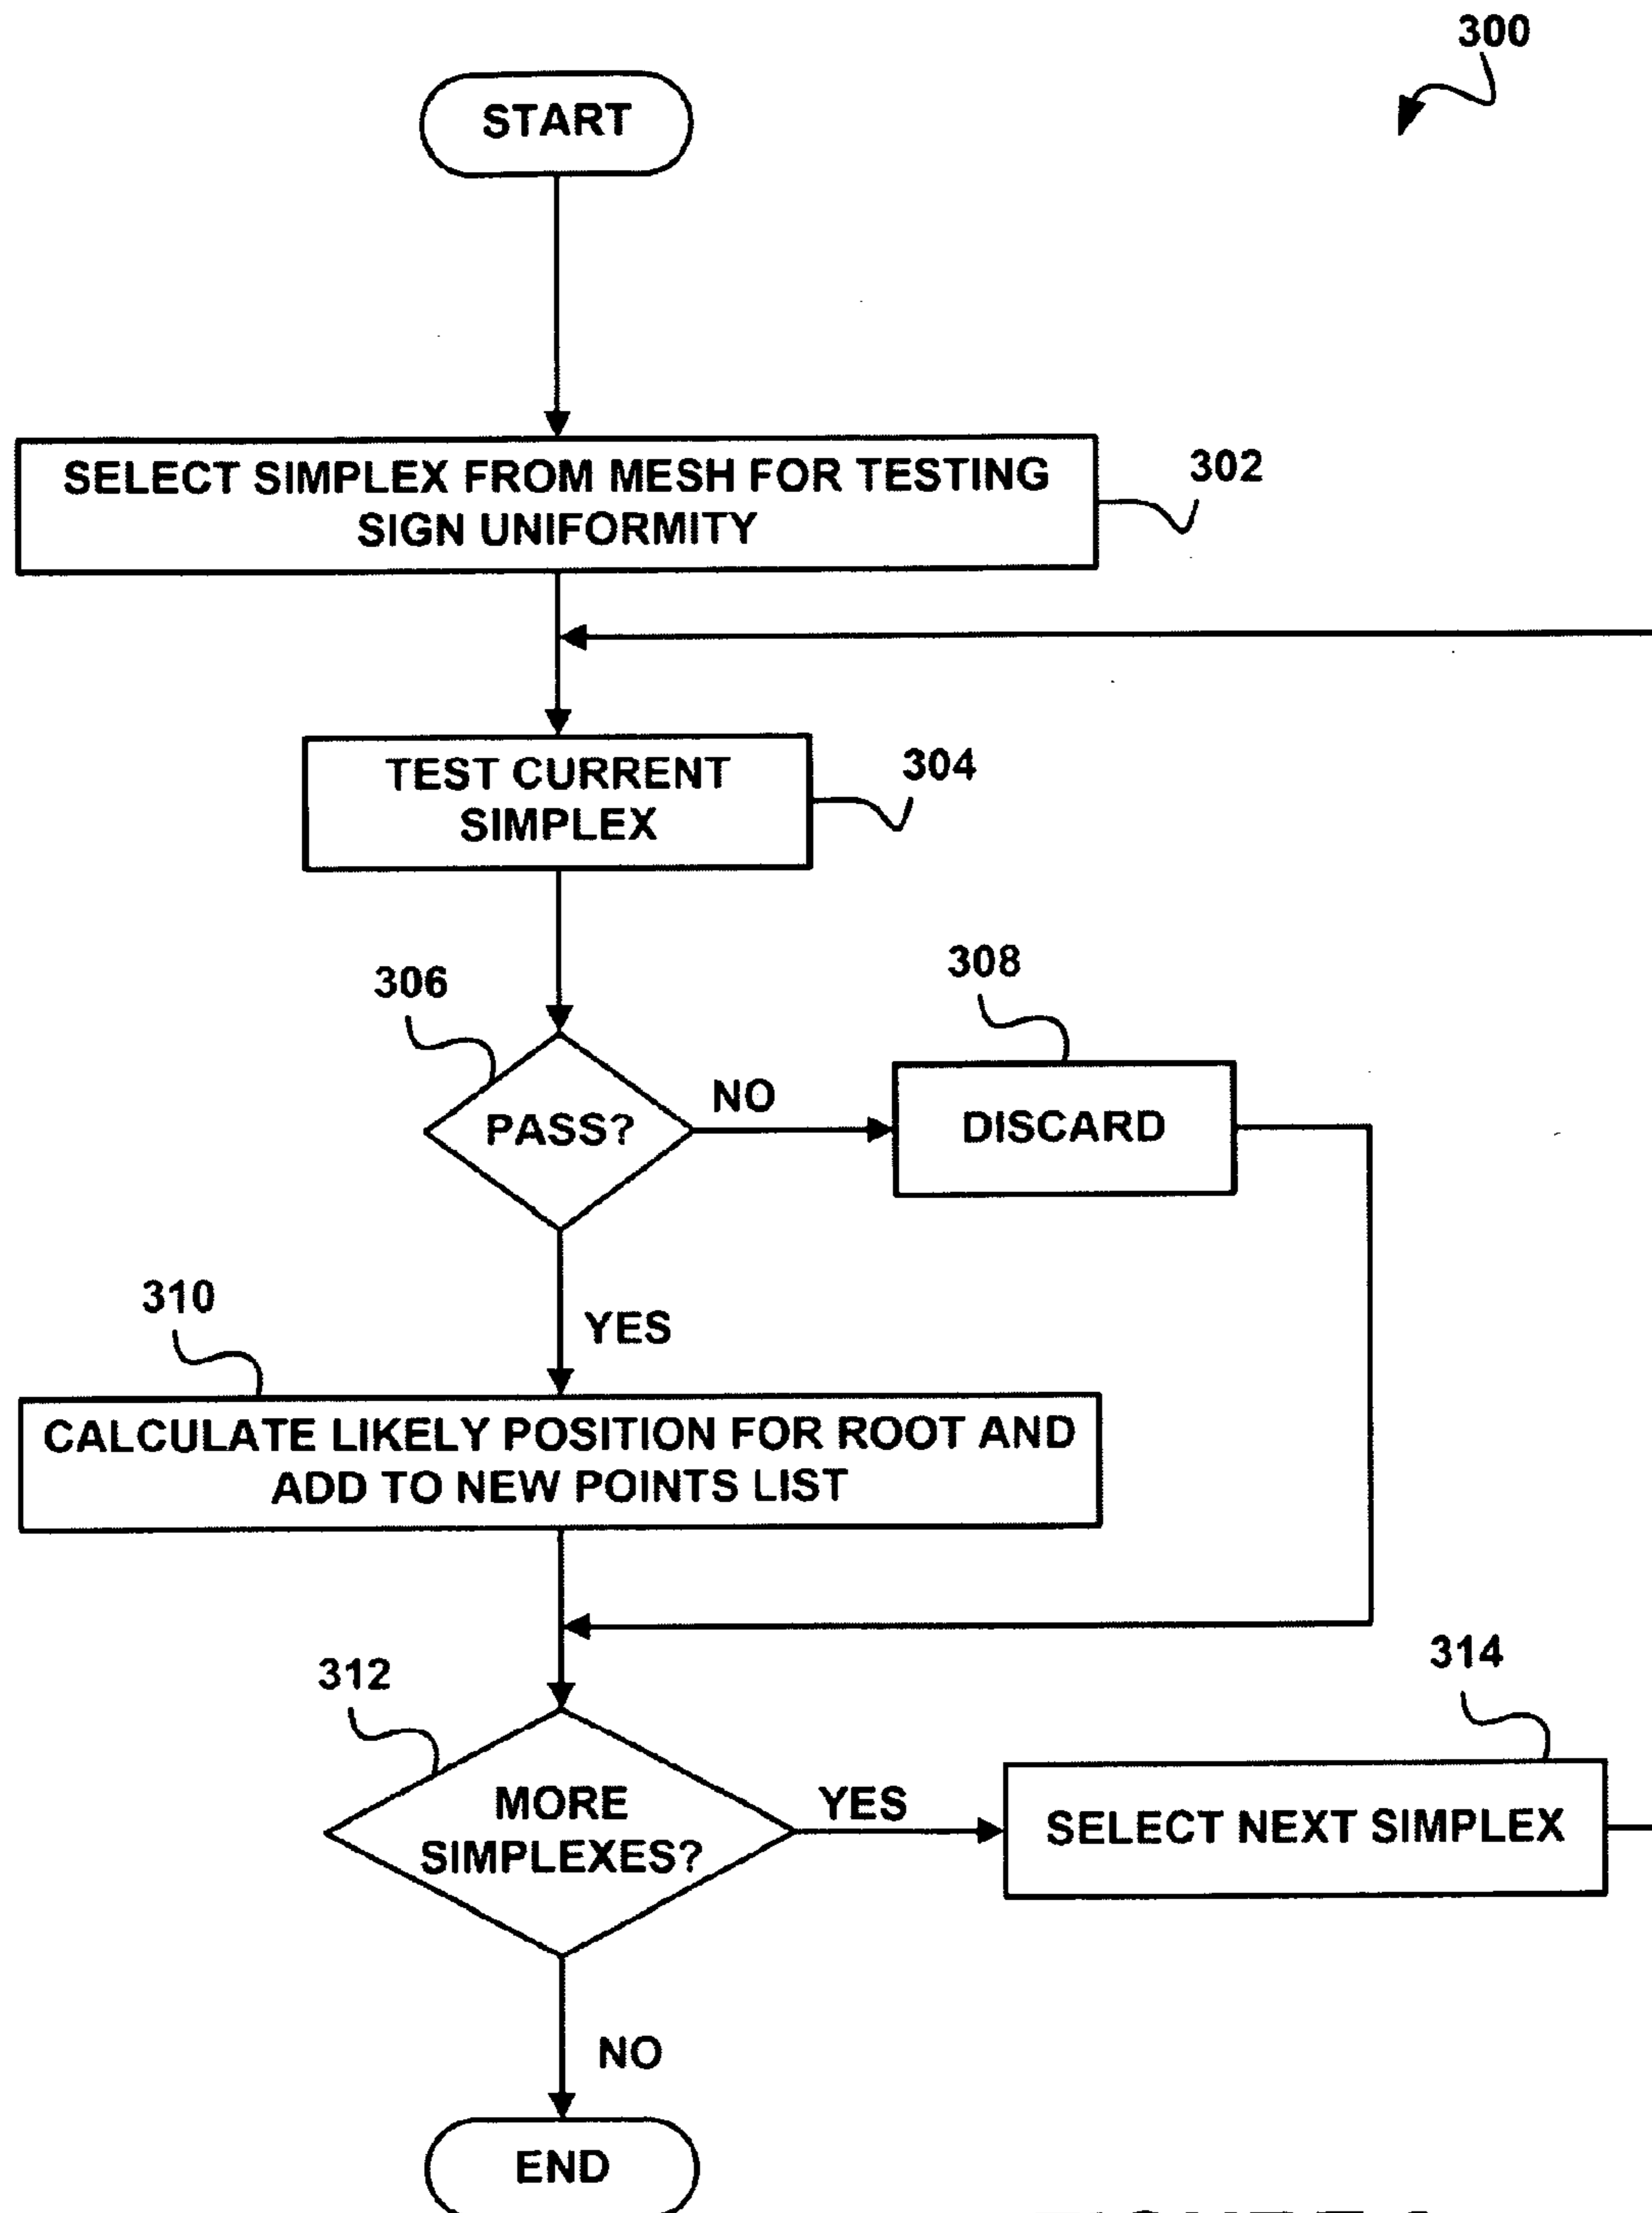 300
START
SELECT SIMPLEX FROM MESH FOR TESTING
SIGN UNIFORMITY
302
TEST CURRENT
SIMPLEX
304
306
PASS?
NO
308
DISCARD
YES
310
CALCULATE LIKELY POSITION FOR ROOT AND
ADD TO NEW POINTS LIST
312
MORE
SIMPLEXES?
YES
314
SELECT NEXT SIMPLEX
NO
END